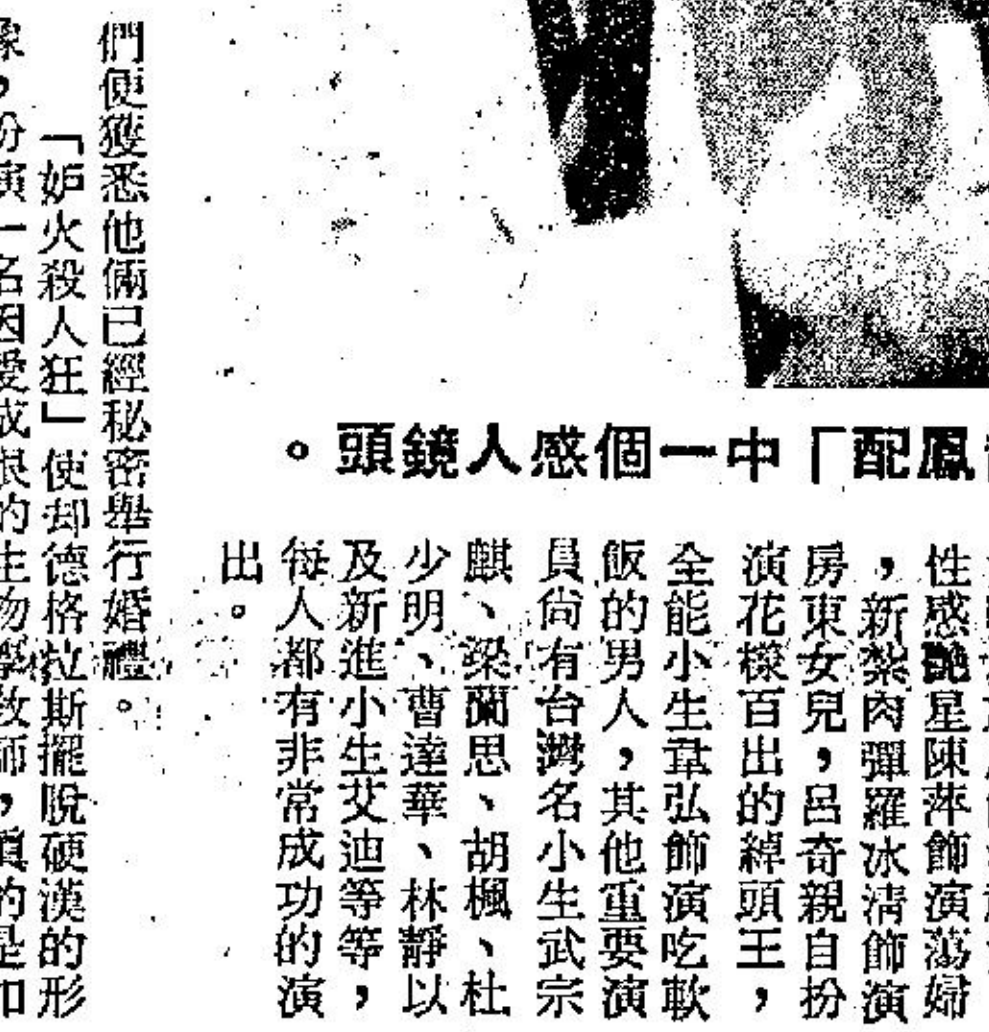 。頭鏡人感個一中「配鳳
性感艷星陳萍飾演蕩婦
，新紮肉彈羅冰清飾演
房東女兒，呂奇親自扮
演花樣百出的綽頭王，
全能小生韋弘飾演吃軟
飯的男人，其他重要演
員尚有台灣名小生武宗
麒、梁蘭思、胡楓、杜
少明、曹達華、林靜以
及新進小生艾迪等等，
每人都有非常成功的演
出。
們便獲悉他倆已經秘密舉行婚禮。
「妒火殺人狂」使却德格拉斯擺脫硬漢的形
象，扮演一名因愛成恨的生物學教師，真的是如